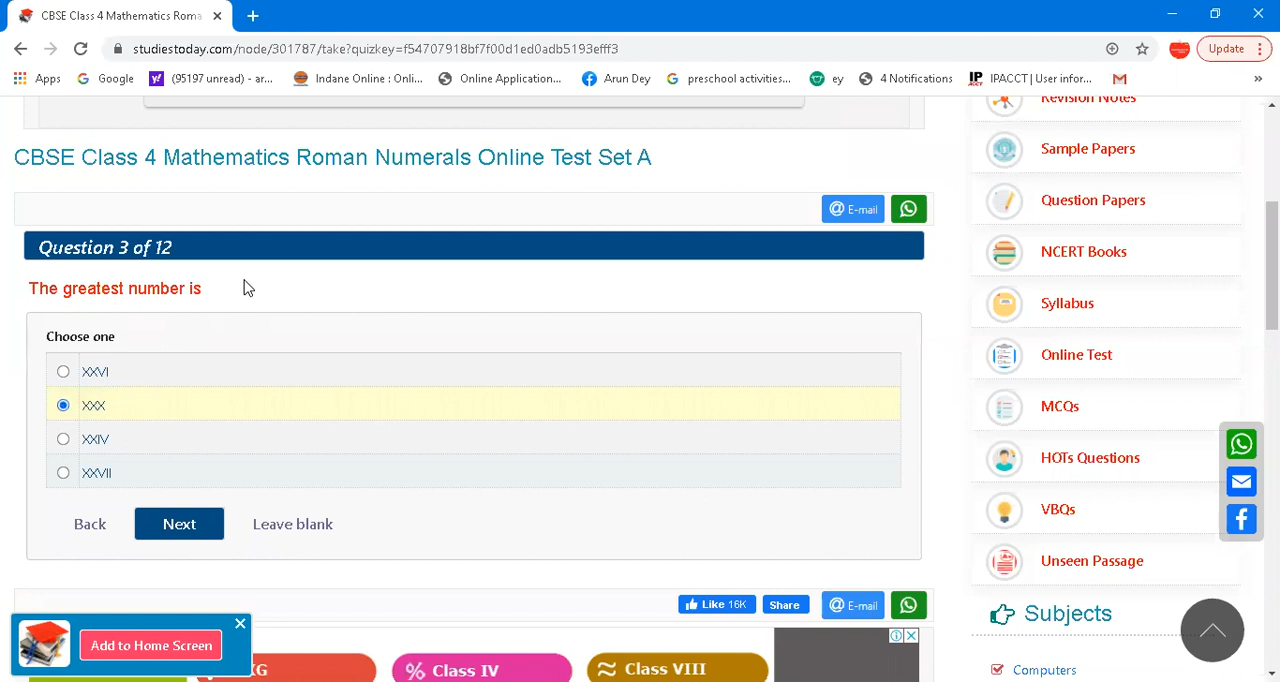 CBSE Class 4 Mathematics Roma
studiestoday.com/node/301787/take?quizkey=f54707918bf7f00d1ed0adb5193efff3
Update
Apps
Google
(95197 unread) - ar...
Indane Online : Onli...
Online Application...
Arun Dey
preschool activities...
ey
4 Notifications
IPACCT | User infor...
»
Revision Notes
CBSE Class 4 Mathematics Roman Numerals Online Test Set A
Sample Papers
@ E-mail
Question Papers
Question 3 of 12
NCERT Books
The greatest number is
Syllabus
Choose one
XXVI
Online Test
XXX
MCQs
XXIV
HOTs Questions
XXVII
VBQs
Back
Next
Leave blank
Unseen Passage
Like 16K
Share
@ E-mail
Subjects
Add to Home Screen
KG
% Class IV
Class VIII
Computers